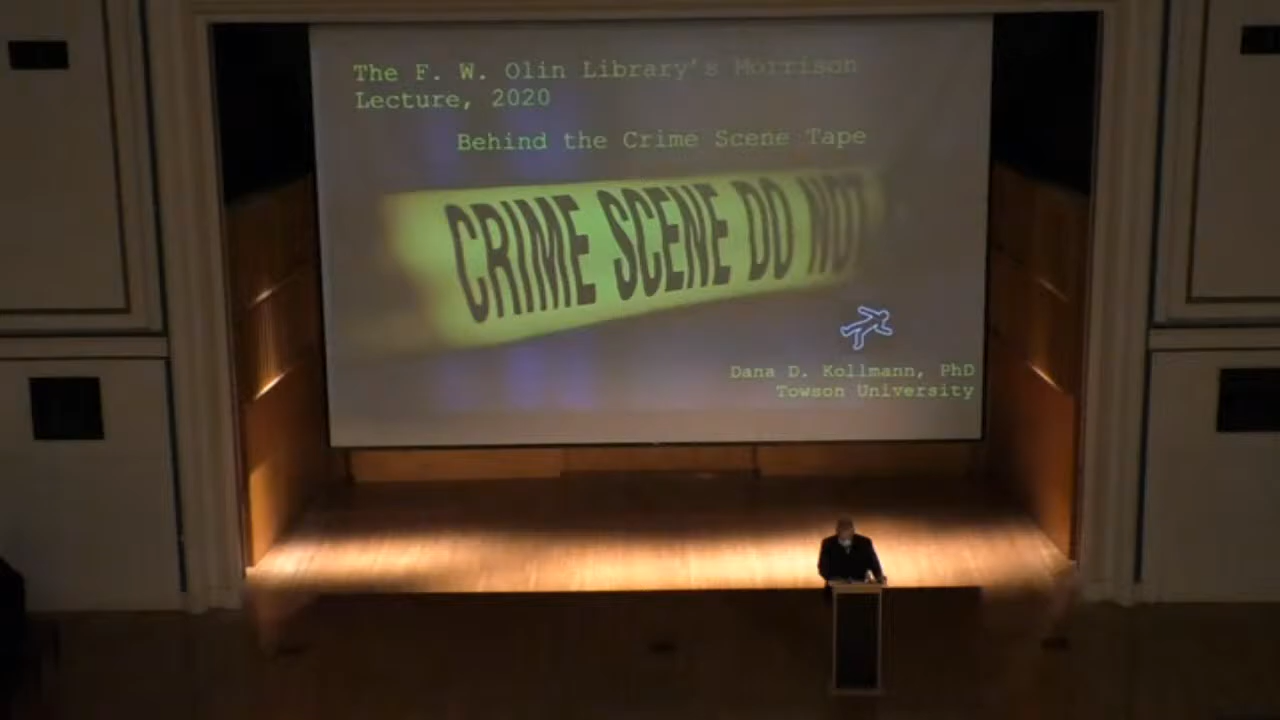 The F. W. Olin Library's Morrison
Lecture, 2020
Behind the Crime Scene Tape
CRIME SCENE DO NOT
Dana D. Kollmann, PhD
Towson University